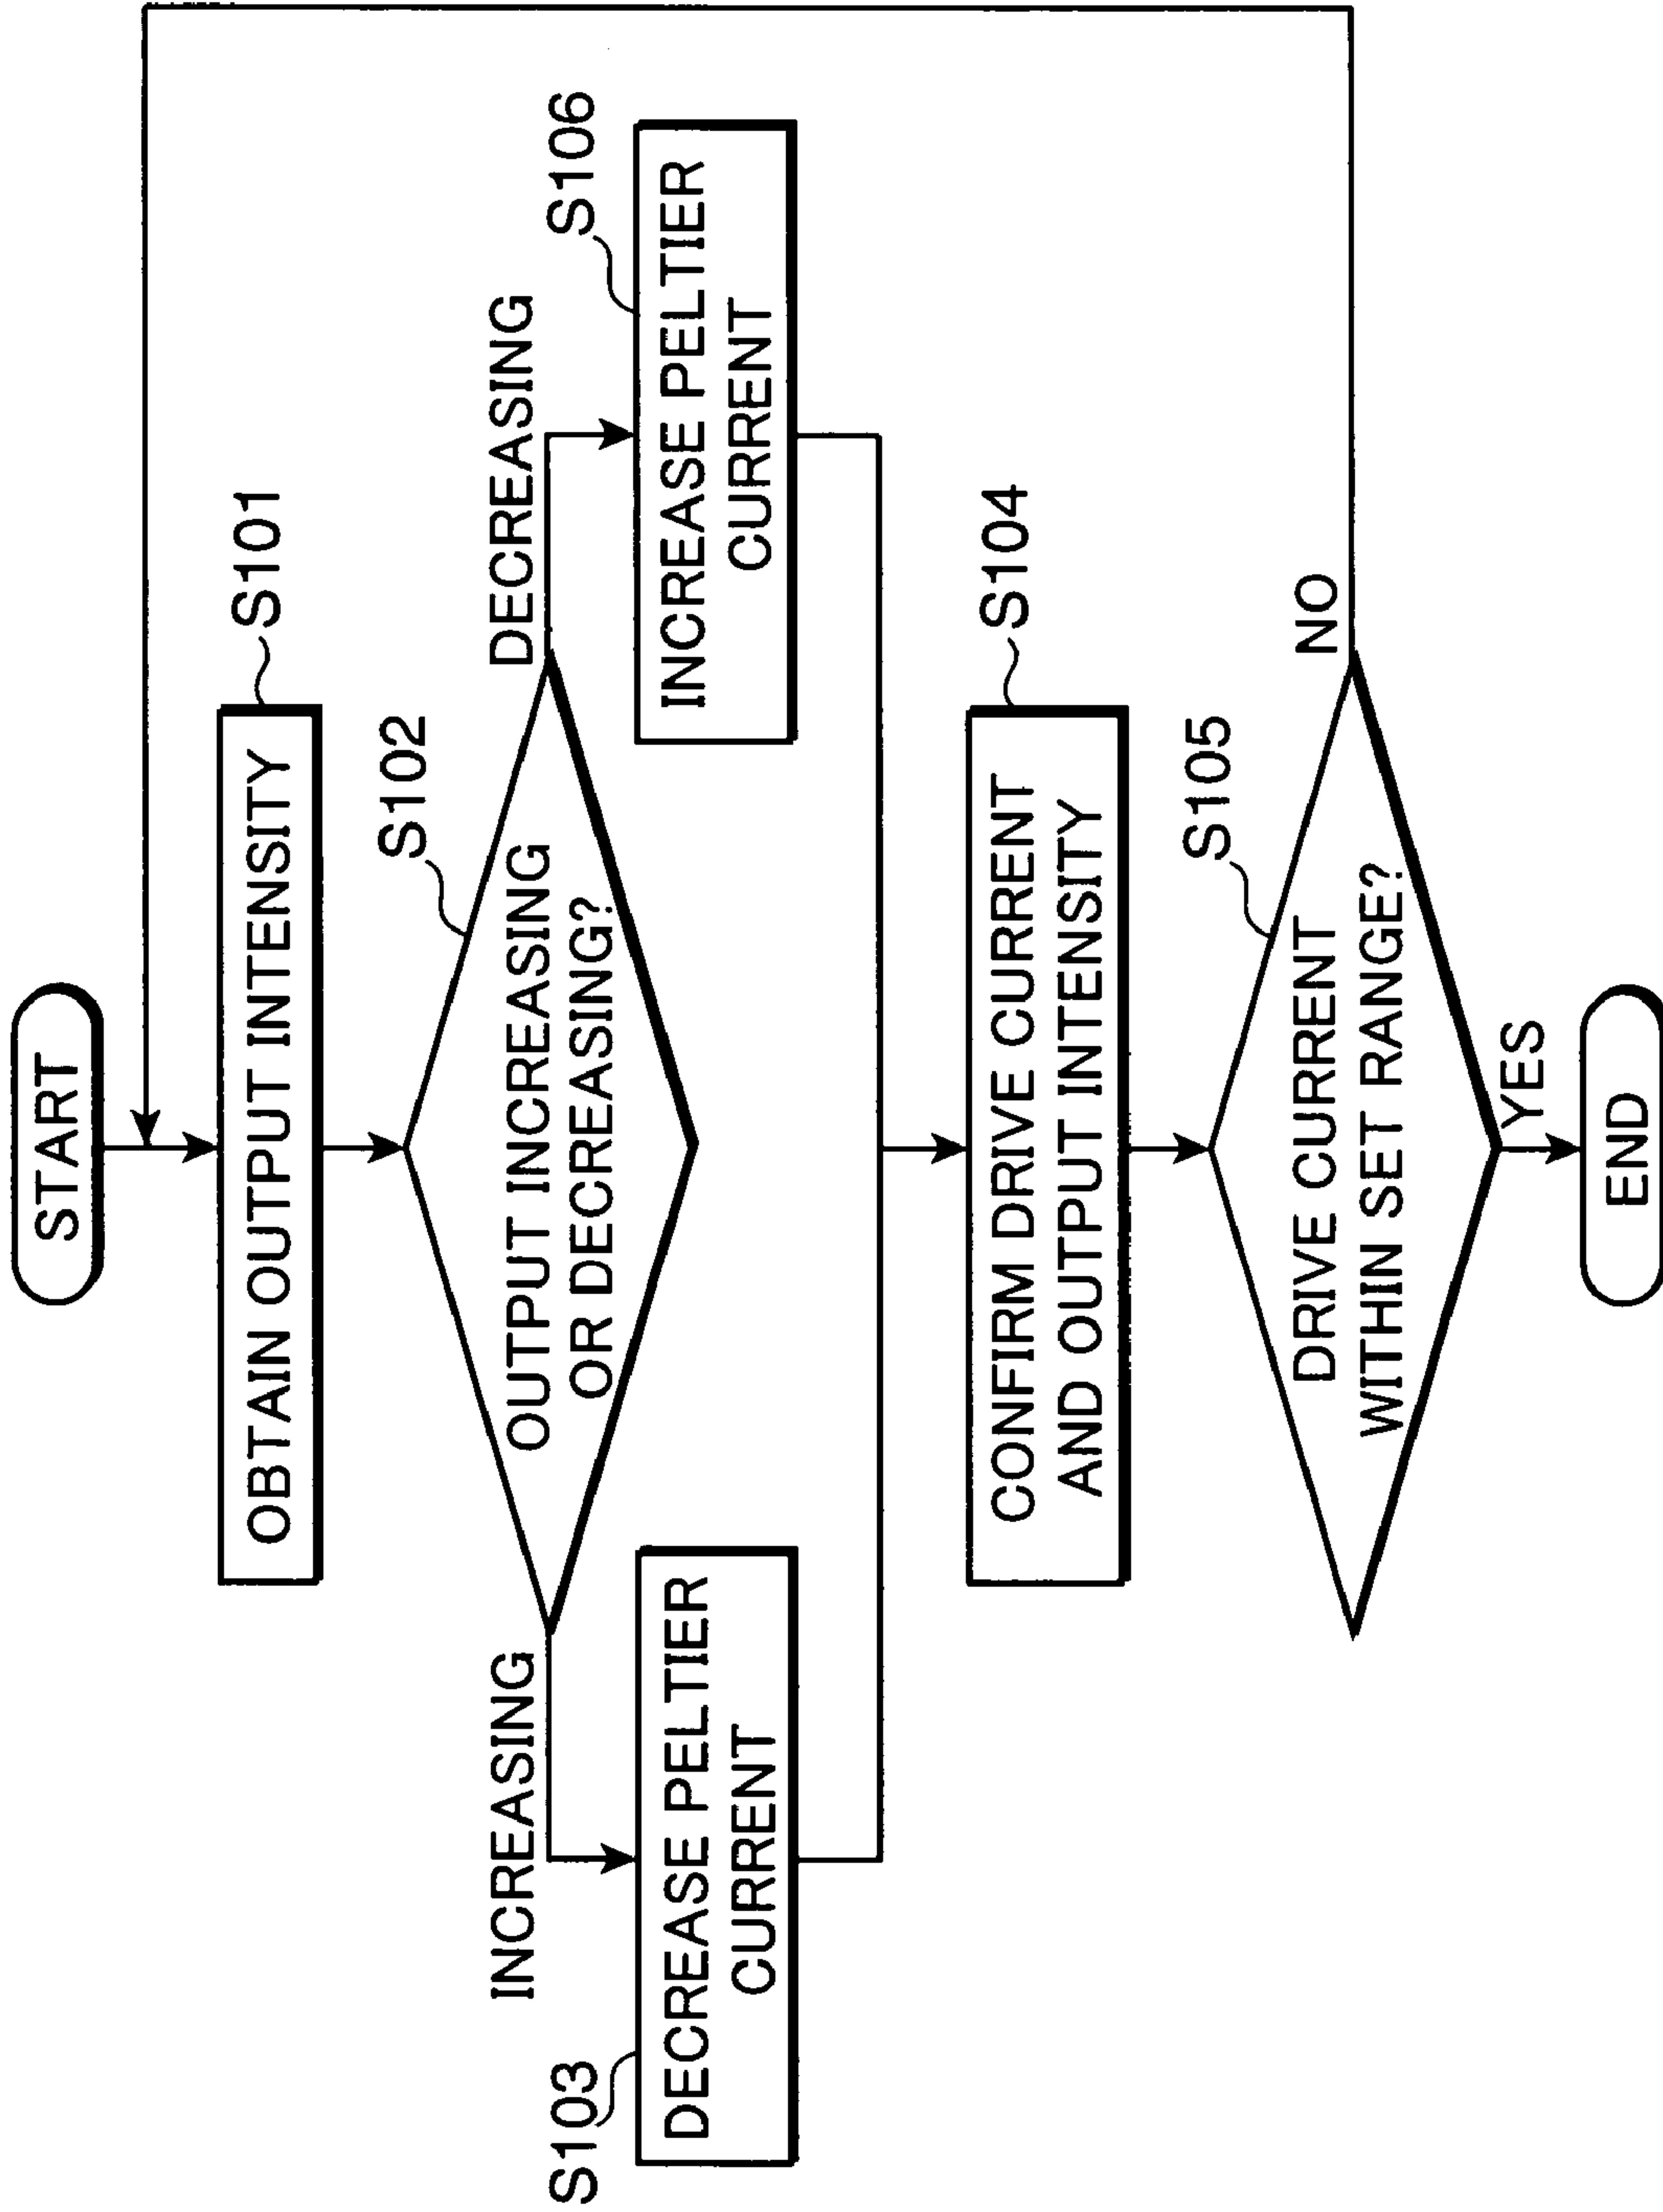 START
OBTAIN OUTPUT INTENSITY
S101
OUTPUT INCREASING
OR DECREASING?
S102
INCREASING
DECREASING
S103
DECREASE PELTIER
CURRENT
S106
INCREASE PELTIER
CURRENT
CONFIRM DRIVE CURRENT
AND OUTPUT INTENSITY
S104
DRIVE CURRENT
WITHIN SET RANGE?
S105
NO
YES
END